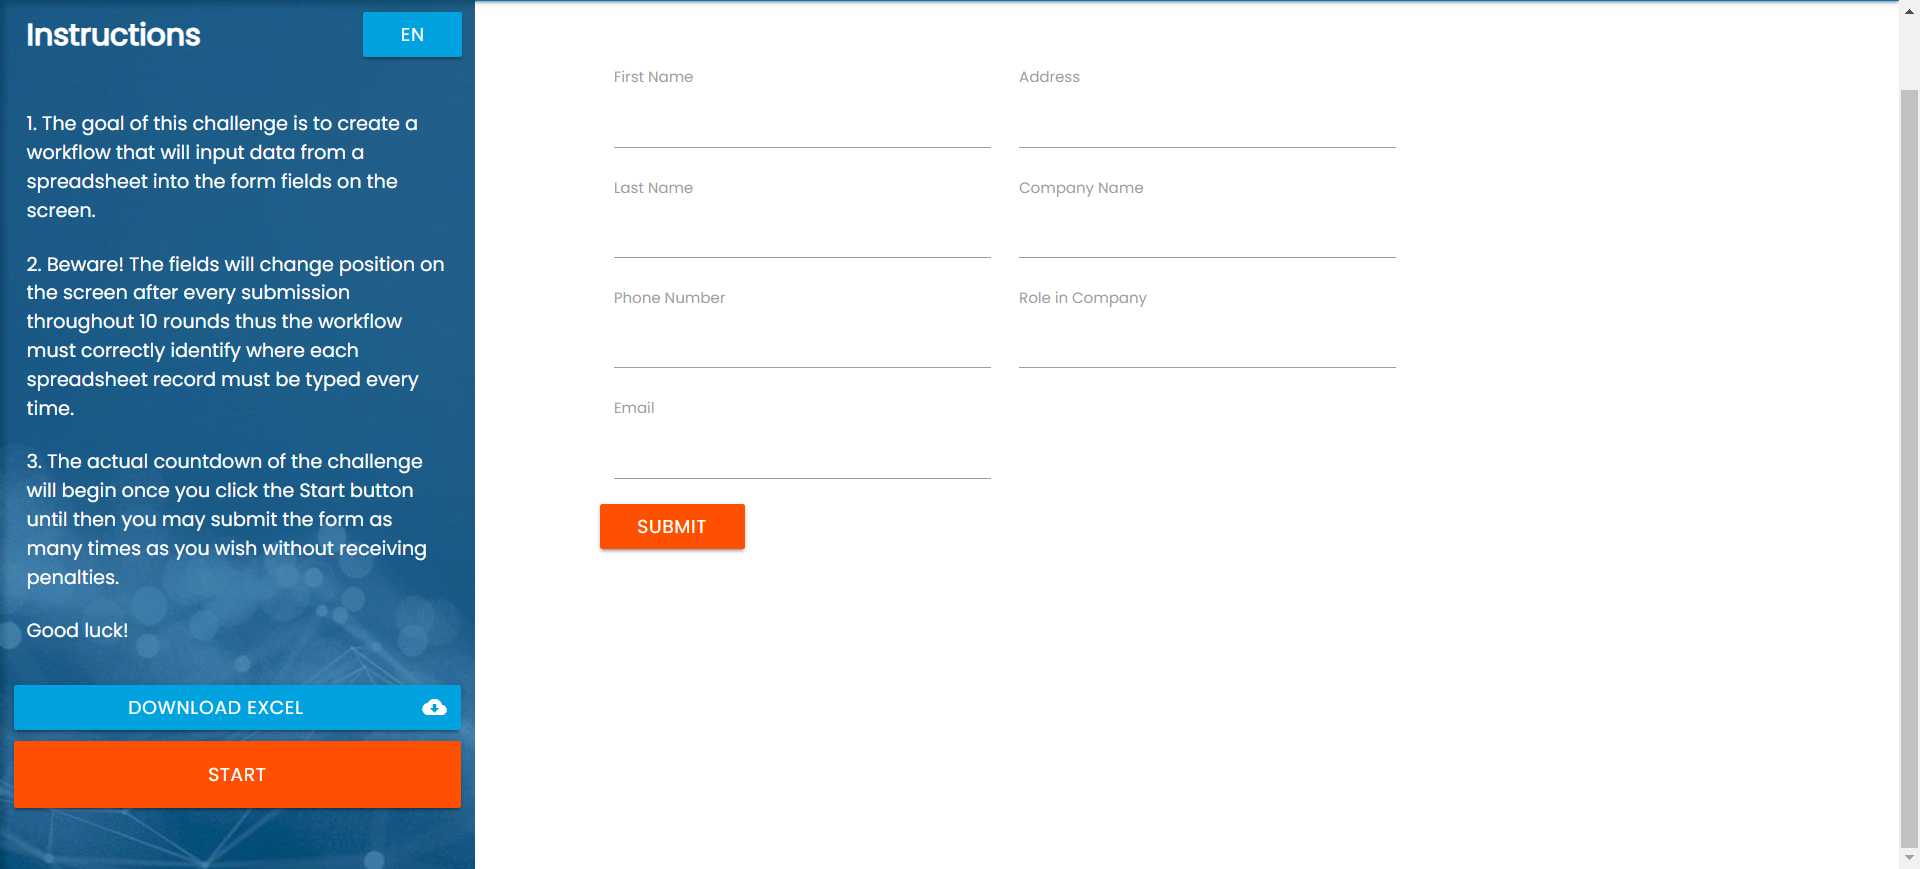 Instructions
EN
1. The goal of this challenge is to create a
workflow that will input data from a
spreadsheet into the form fields on the
screen.
2. Beware! The fields will change position on
the screen after every submission
throughout 10 rounds thus the workflow
must correctly identify where each
spreadsheet record must be typed every
time.
3. The actual countdown of the challenge
will begin once you click the Start button
until then you may submit the form as
many times as you wish without receiving
penalties.
Good luck!
DOWNLOAD EXCEL
START
First Name
Address
Last Name
Company Name
Phone Number
Role in Company
Email
SUBMIT